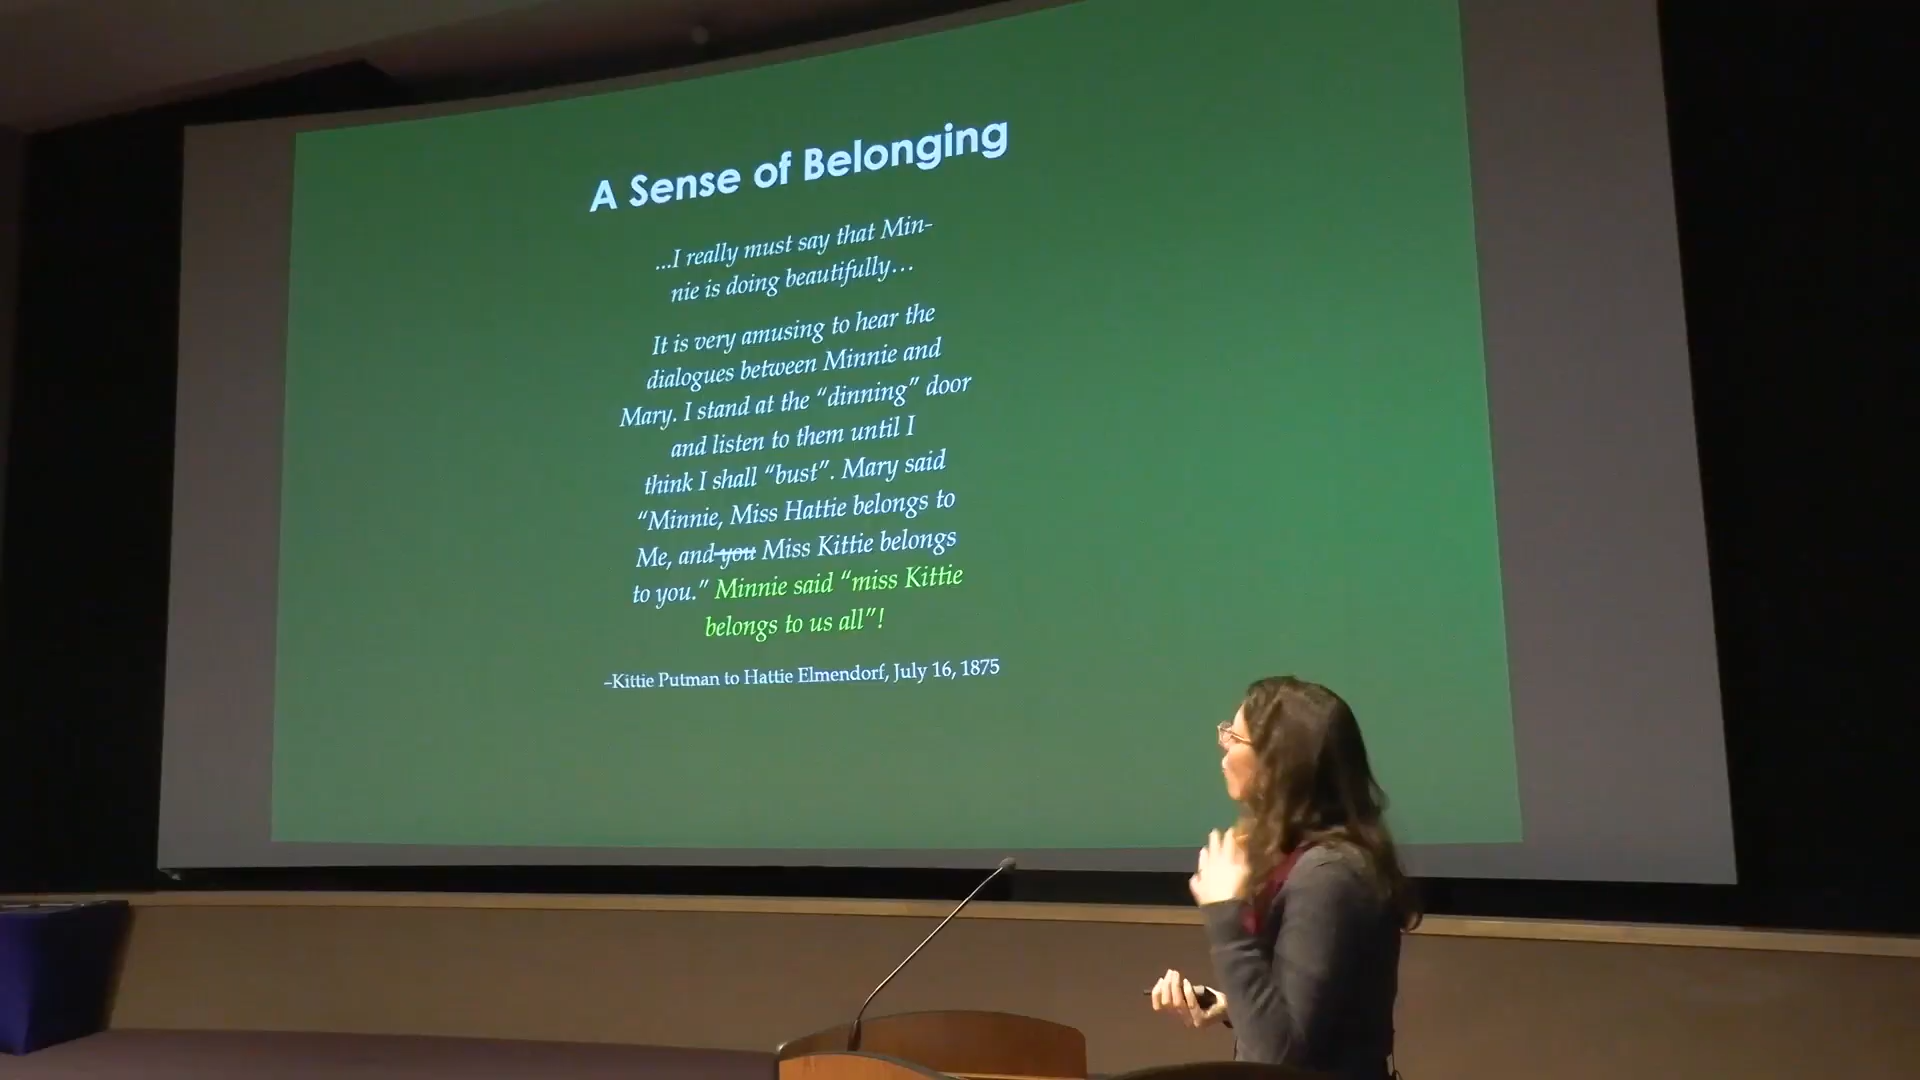 A Sense of Belonging
...I really must say that Min-
nie is doing beautifully…
It is very amusing to hear the
dialogues between Minnie and
Mary. I stand at the “dinning” door
and listen to them until I
think I shall “bust”. Mary said
“Minnie, Miss Hattie belongs to
Me, and you Miss Kittie belongs
to you.” Minnie said “miss Kittie
belongs to us all”!
–Kittie Putman to Hattie Elmendorf, July 16, 1875